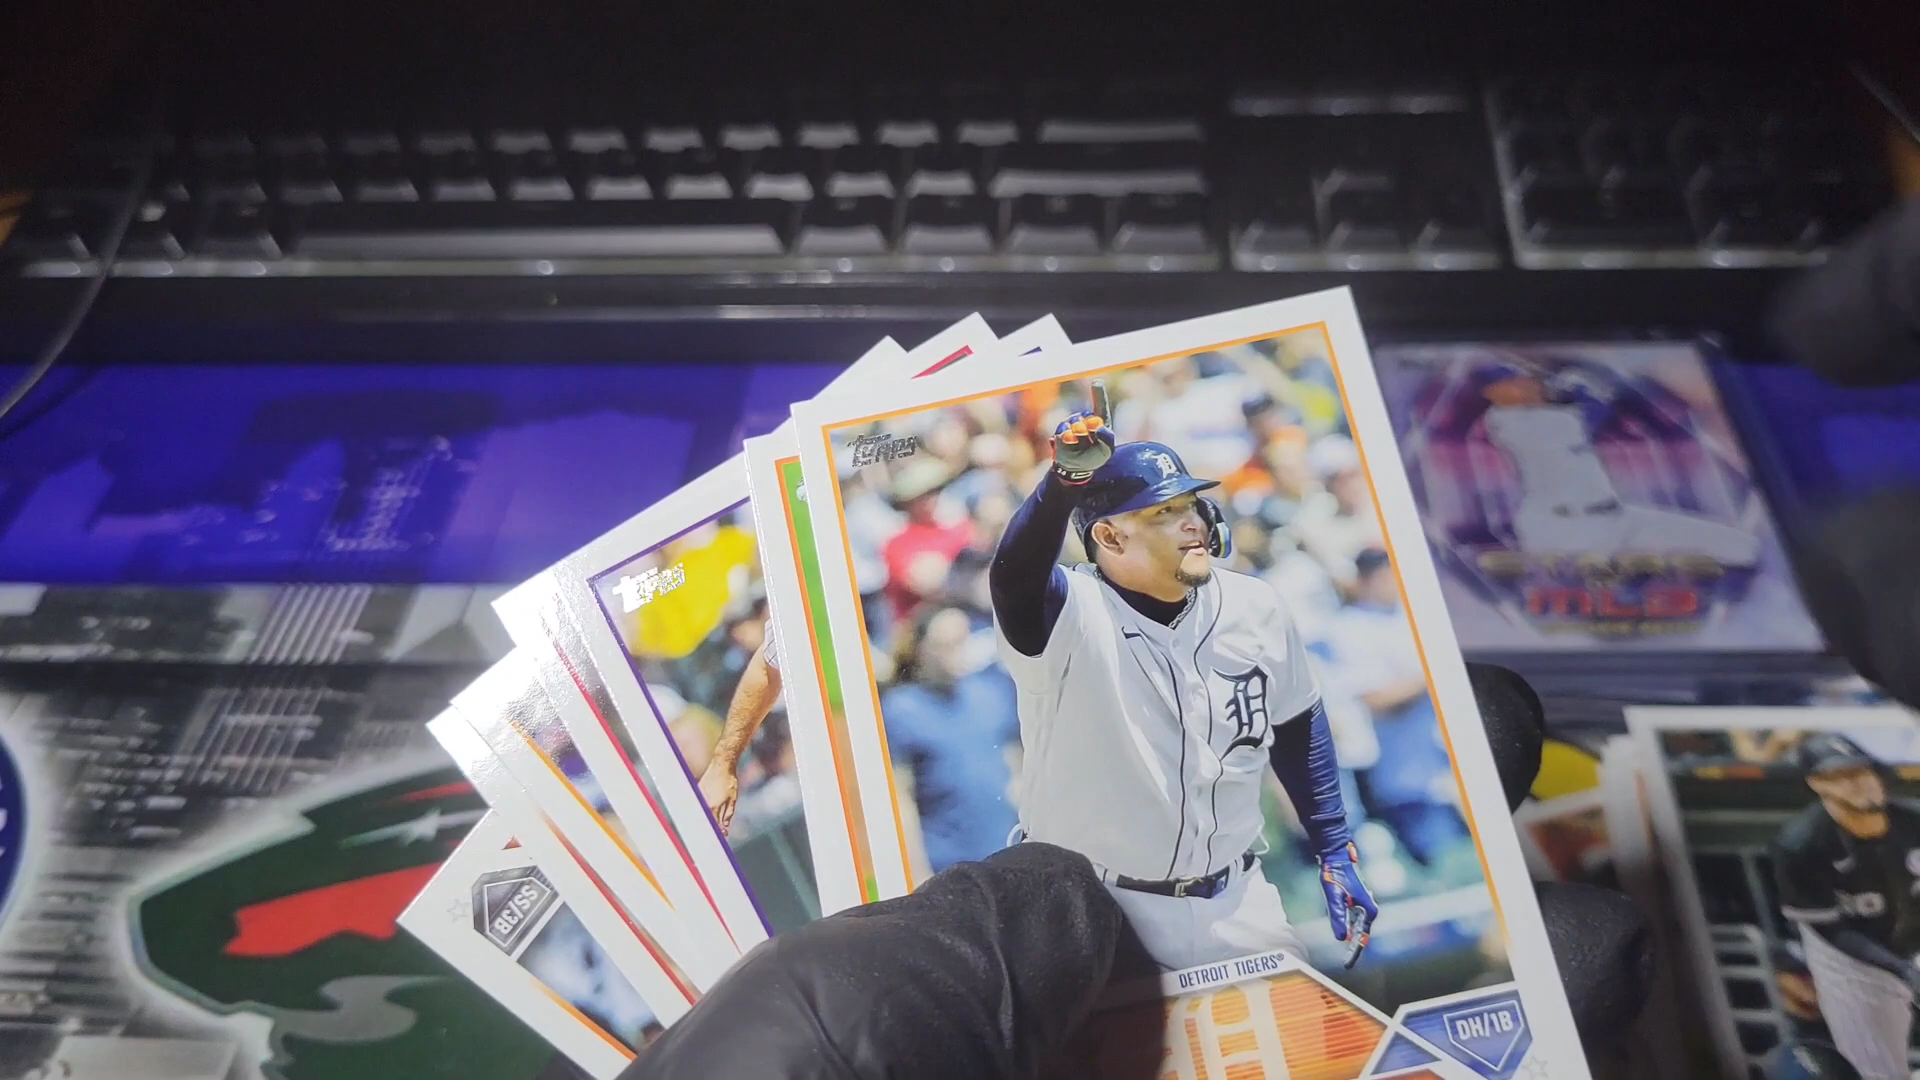 Topps
Topps
DETROIT TIGERS®
DH/1B
SS/3B
STARS
MLB